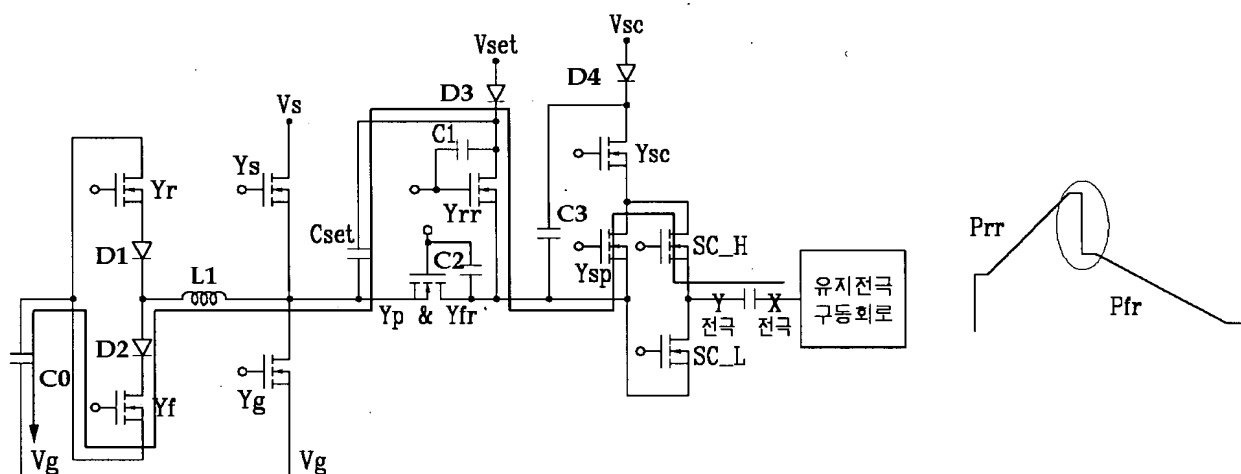 Vsc
Vset
D4
D3
Vs
C1
Ysc
Ys
Yr
Yrr
Prr
Cset
C3
SC_H
D1
C2
Ysp
유지전극
구동회로
L1
Yp & Yfr
Y
전극
X
전극
Pfr
D2
SC_L
C0
Yg
Yf
Vg
Vg